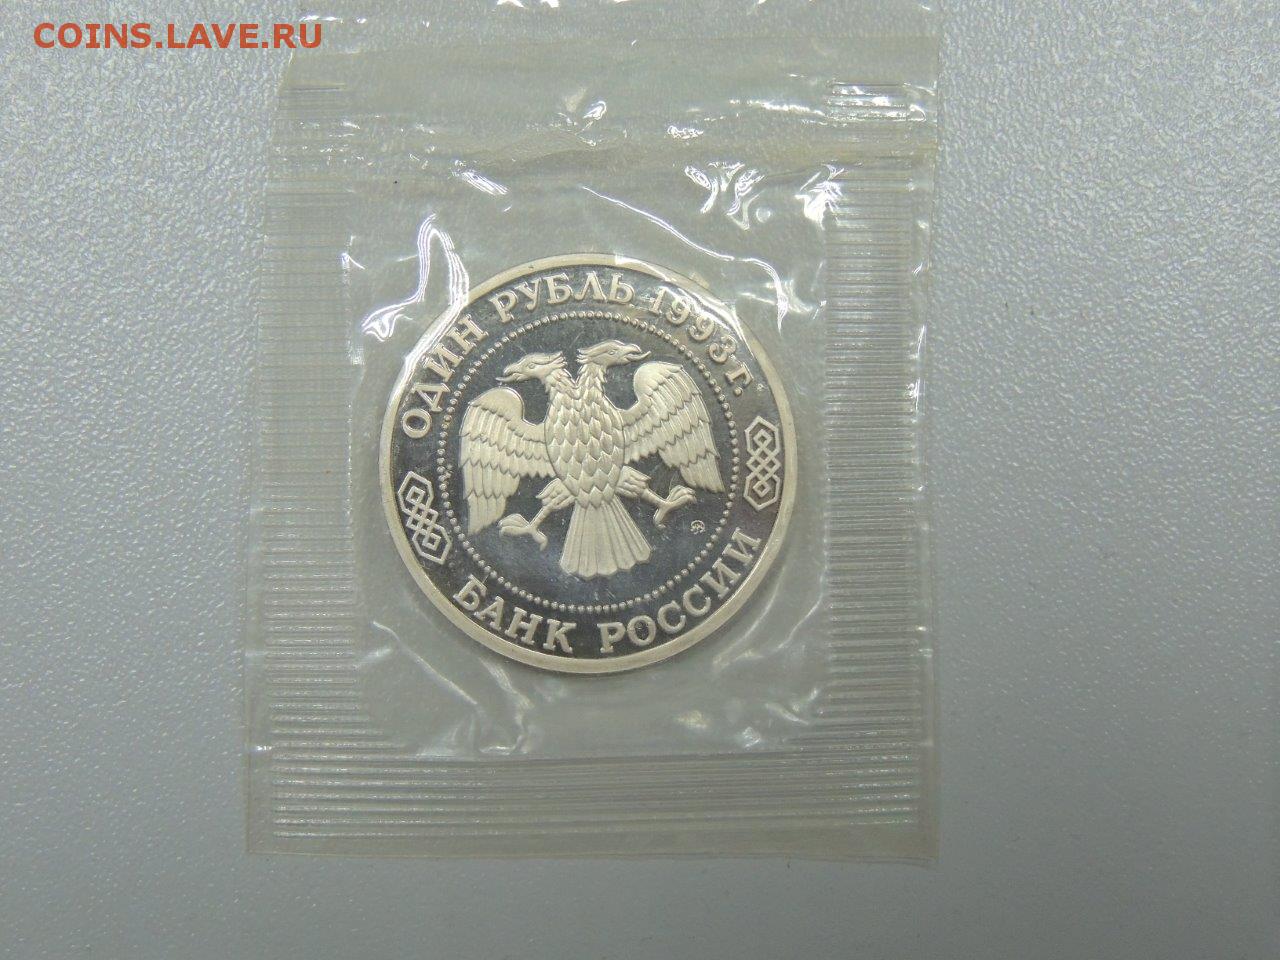 COINS.LAVE.RU
ОДИН РУБЛЬ 1993 г.
БАНК РОССИИ